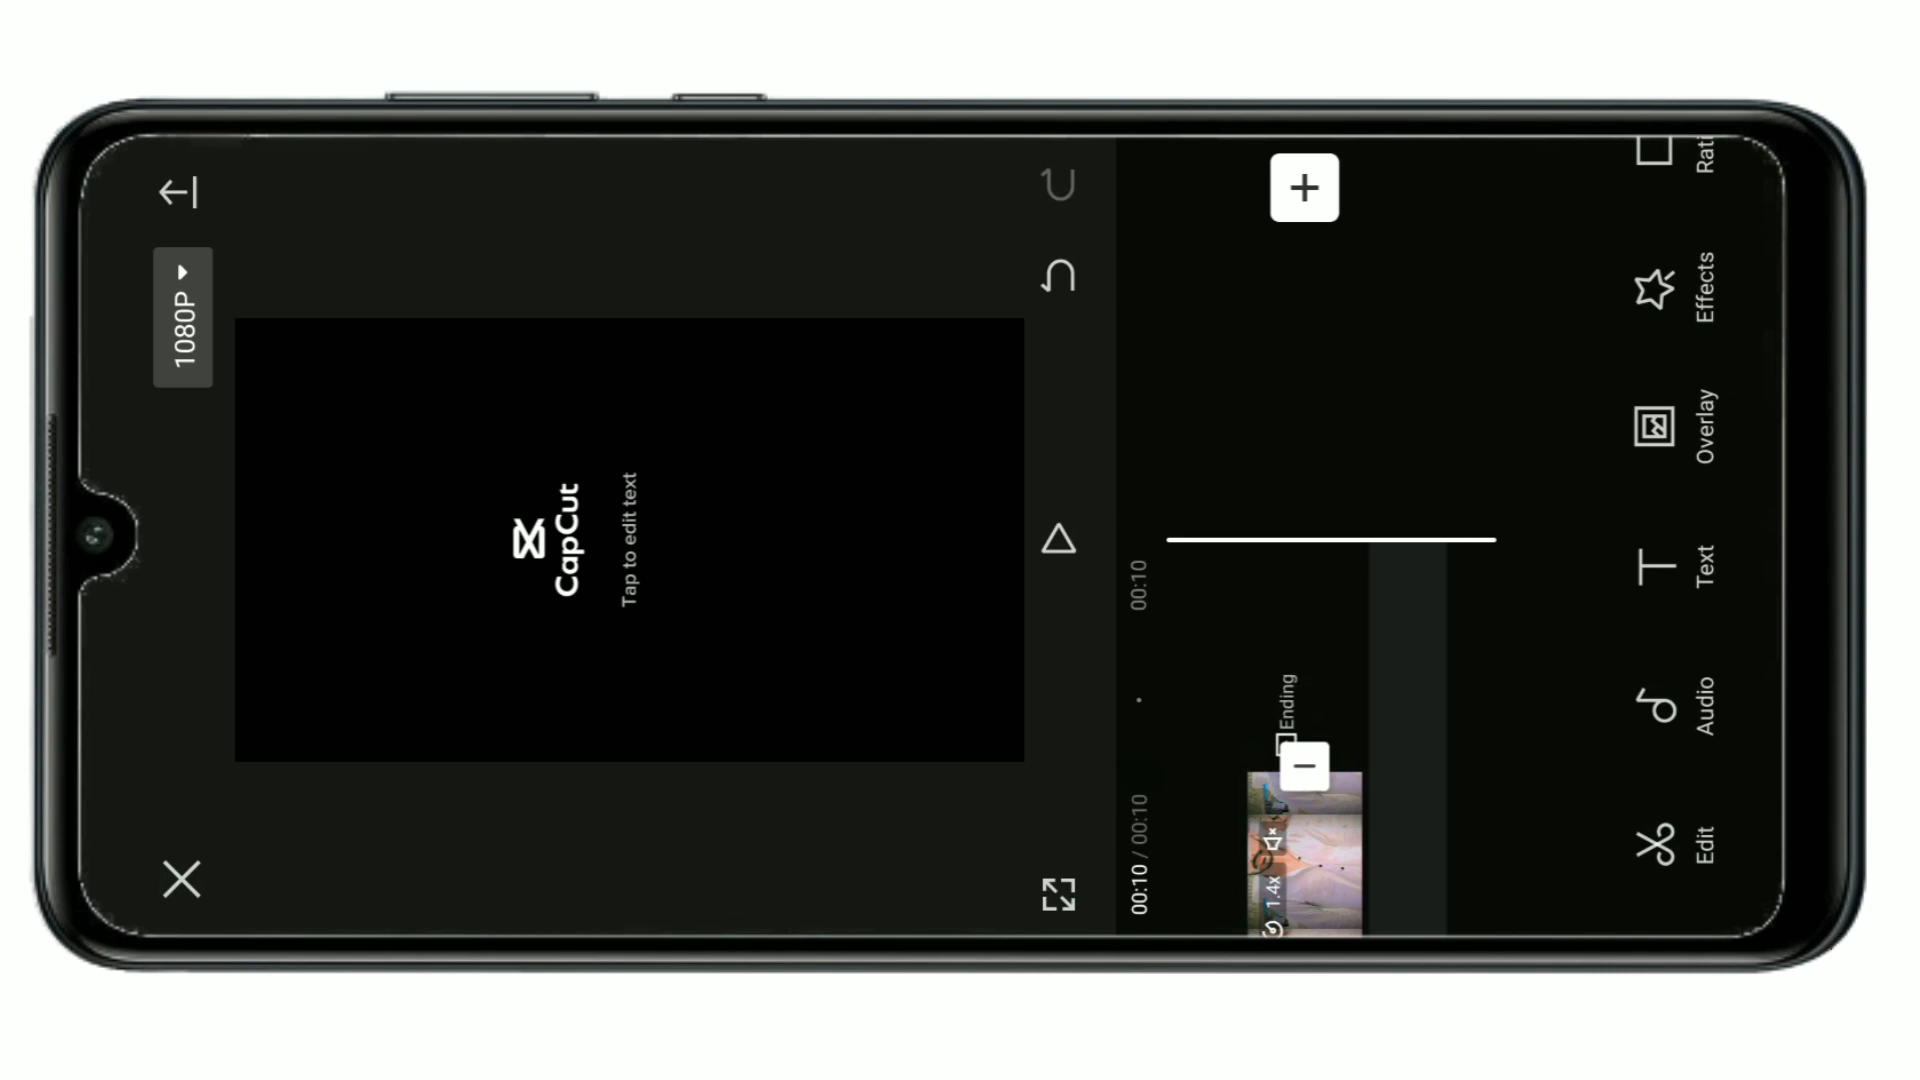 1080P
CapCut
Tap to edit text
00:10 / 00:10
00:10
1.4x
Ending
Edit
Audio
Text
Overlay
Effects
Rati